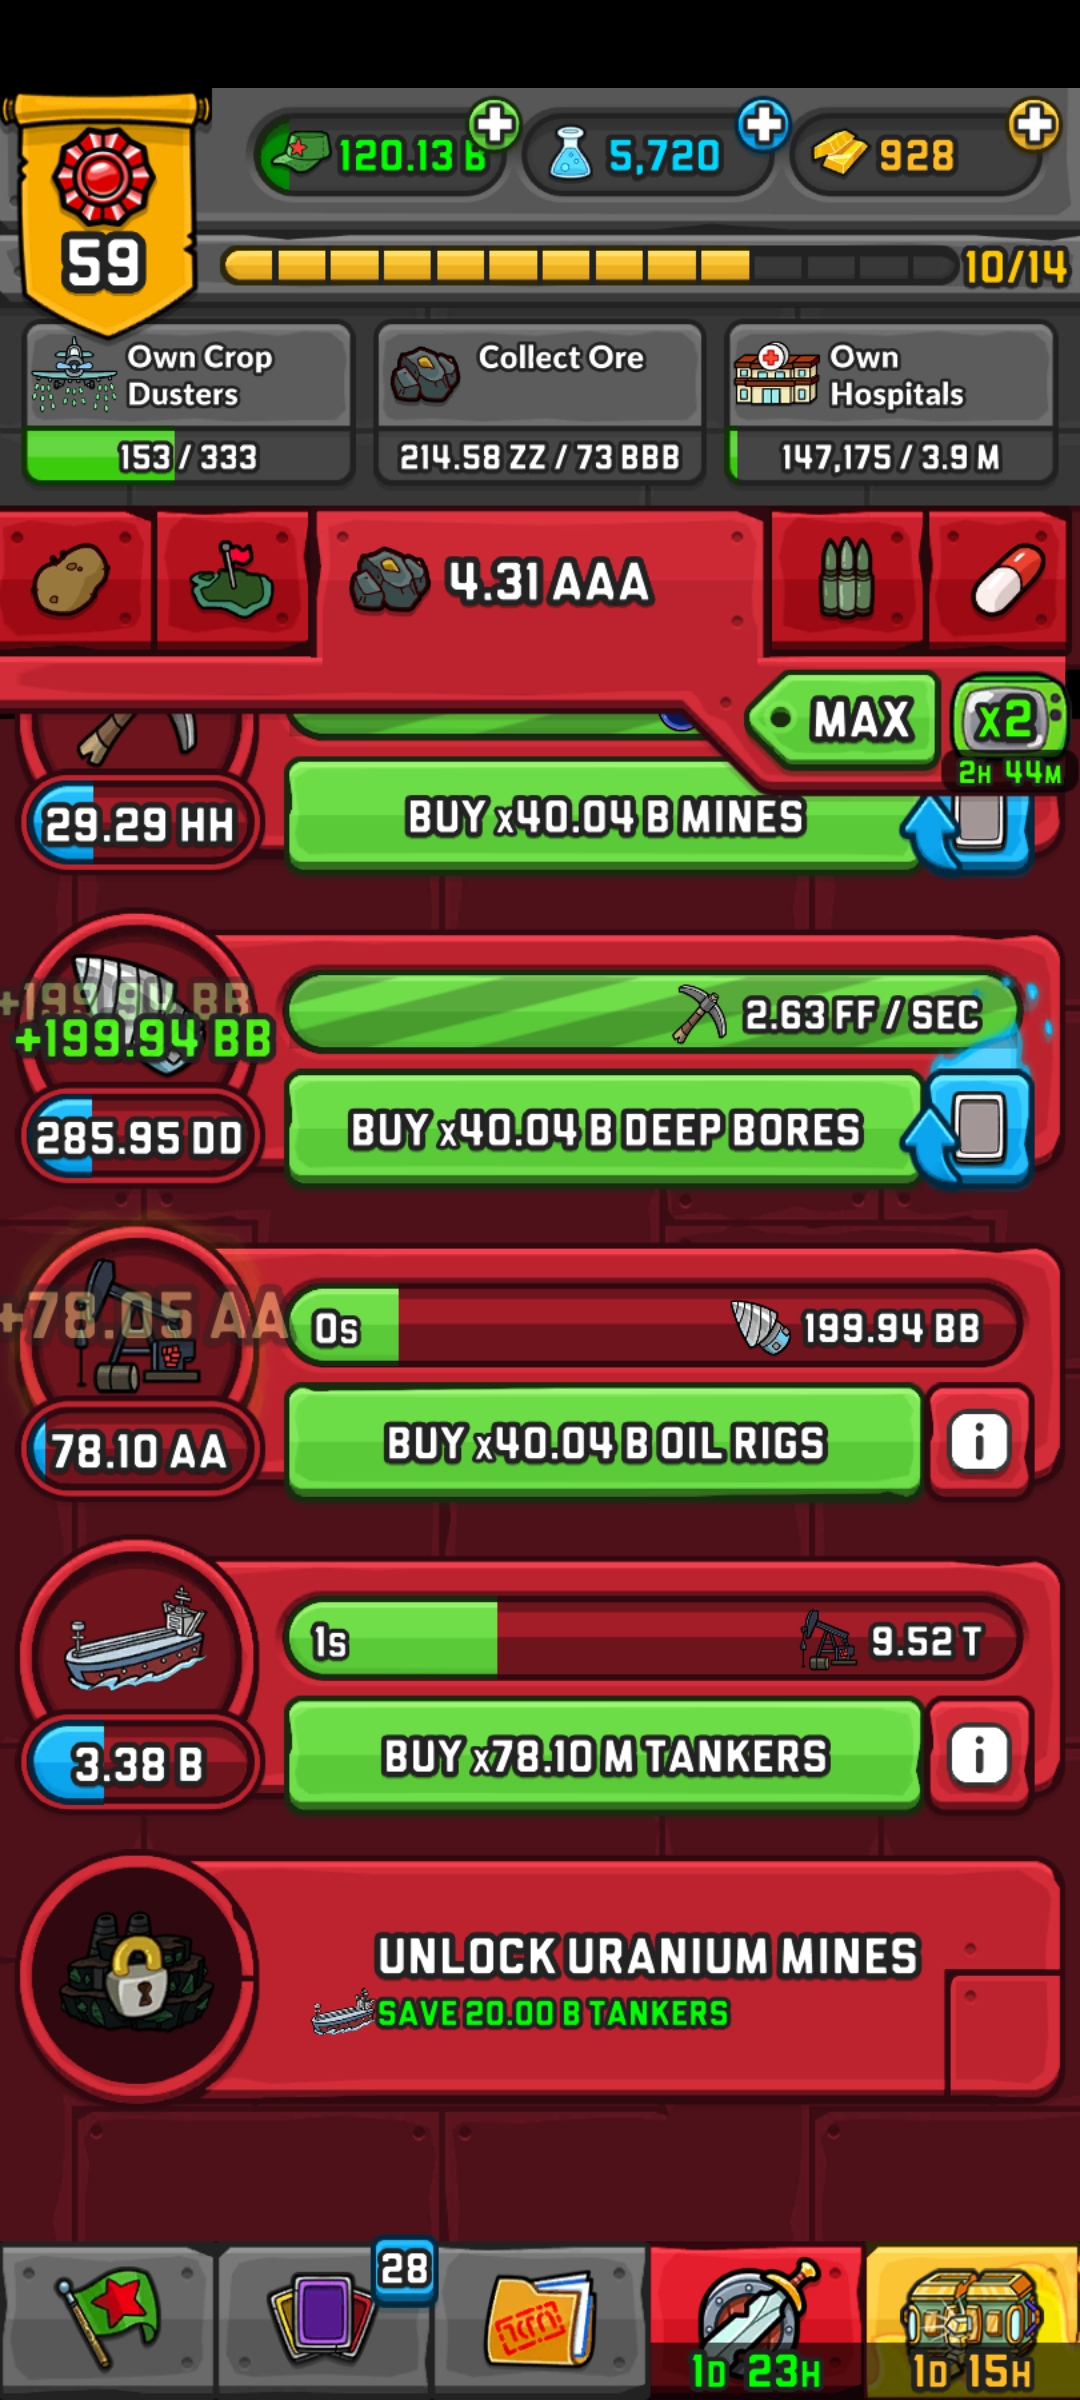 120.13 B
5,720
928
59
10/14
Own Crop
Dusters
153 / 333
Collect Ore
214.58 ZZ / 73 BBB
Own
Hospitals
147,175 / 3.9 M
4.31 AAA
MAX
x2
2H 44M
29.29 HH
BUY x40.04 B MINES
+199.94 BB
+199.94 BB
2.63 FF / SEC
285.95 DD
BUY x40.04 B DEEP BORES
+78.05 AA
0s
199.94 BB
78.10 AA
BUY x40.04 B OIL RIGS
i
1s
9.52 T
3.38 B
BUY x78.10 M TANKERS
i
UNLOCK URANIUM MINES
SAVE 20.00 B TANKERS
28
1D 23H
1D 15H